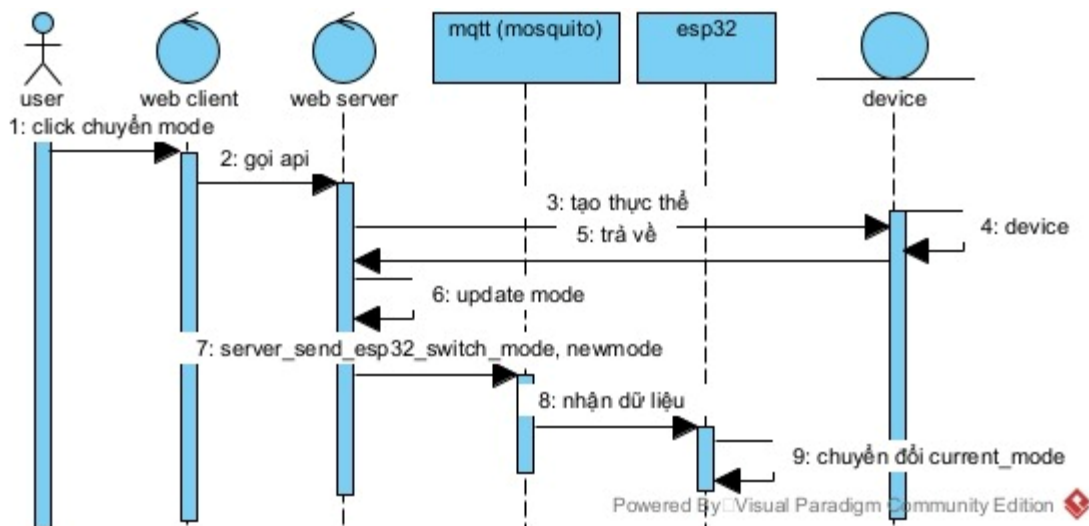 mqtt (mosquito)
esp32
user
web client
web server
device
1: click chuyển mode
2: gọi api
3: tạo thực thể
4: device
5: trả về
6: update mode
7: server_send_esp32_switch_mode, newmode
8: nhận dữ liệu
9: chuyển đổi current_mode
Powered By□Visual Paradigm Community Edition